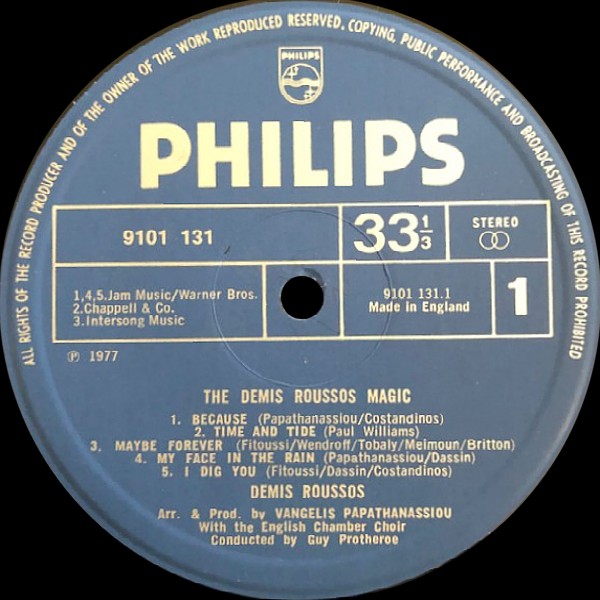 ALL RIGHTS OF THE RECORD PRODUCER AND OF THE OWNER OF THE WORK REPRODUCED RESERVED. COPYING, PUBLIC PERFORMANCE AND BROADCASTING OF THIS RECORD PROHIBITED
PHILIPS
PHILIPS
9101 131
33 1/3
STEREO
1,4,5.Jam Music/Warner Bros.
2.Chappell & Co.
3.Intersong Music
9101 131.1
Made in England
1
℗ 1977
THE DEMIS ROUSSOS MAGIC
1. BECAUSE (Papathanassiou/Costandinos)
2. TIME AND TIDE (Paul Williams)
3. MAYBE FOREVER (Fitoussi/Wendroff/Tobaly/Meimoun/Britton)
4. MY FACE IN THE RAIN (Papathanassiou/Dassin)
5. I DIG YOU (Fitoussi/Dassin/Costandinos)
DEMIS ROUSSOS
Arr. & Prod. by VANGELIS PAPATHANASSIOU
With the English Chamber Choir
Conducted by Guy Protheroe